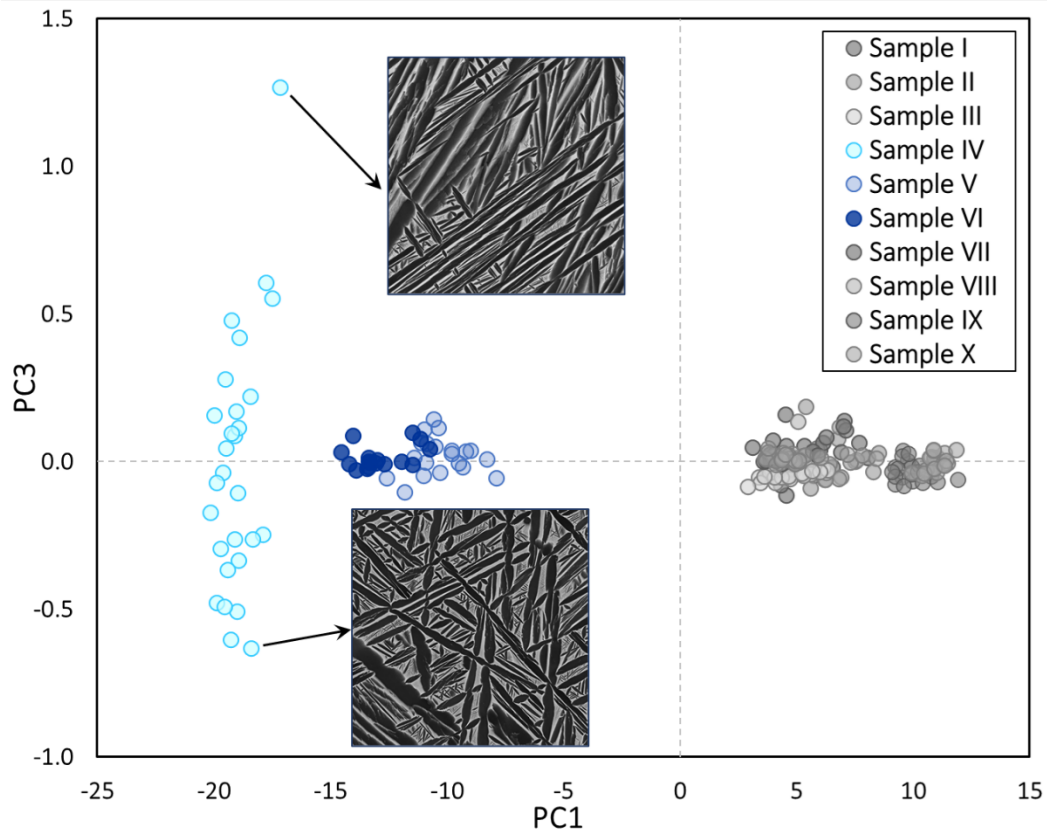 1.5
1.0
0.5
0.0
-0.5
-1.0
PC3
Sample I
Sample II
Sample III
Sample IV
Sample V
Sample VI
Sample VII
Sample VIII
Sample IX
Sample X
-25
-20
-15
-10
-5
0
5
10
15
PC1